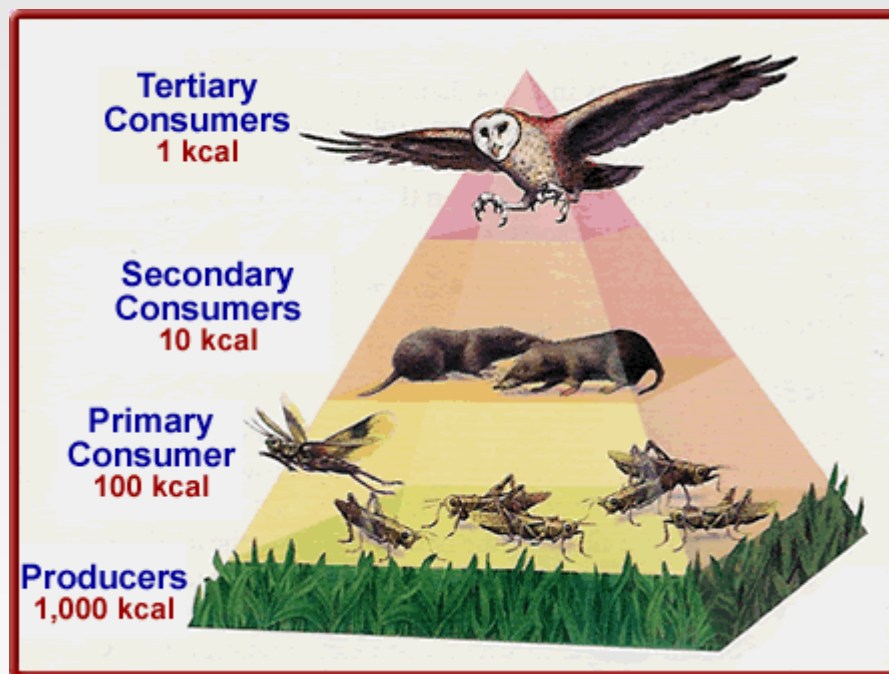 Tertiary
Consumers
1 kcal
Secondary
Consumers
10 kcal
Primary
Consumer
100 kcal
Producers
1,000 kcal